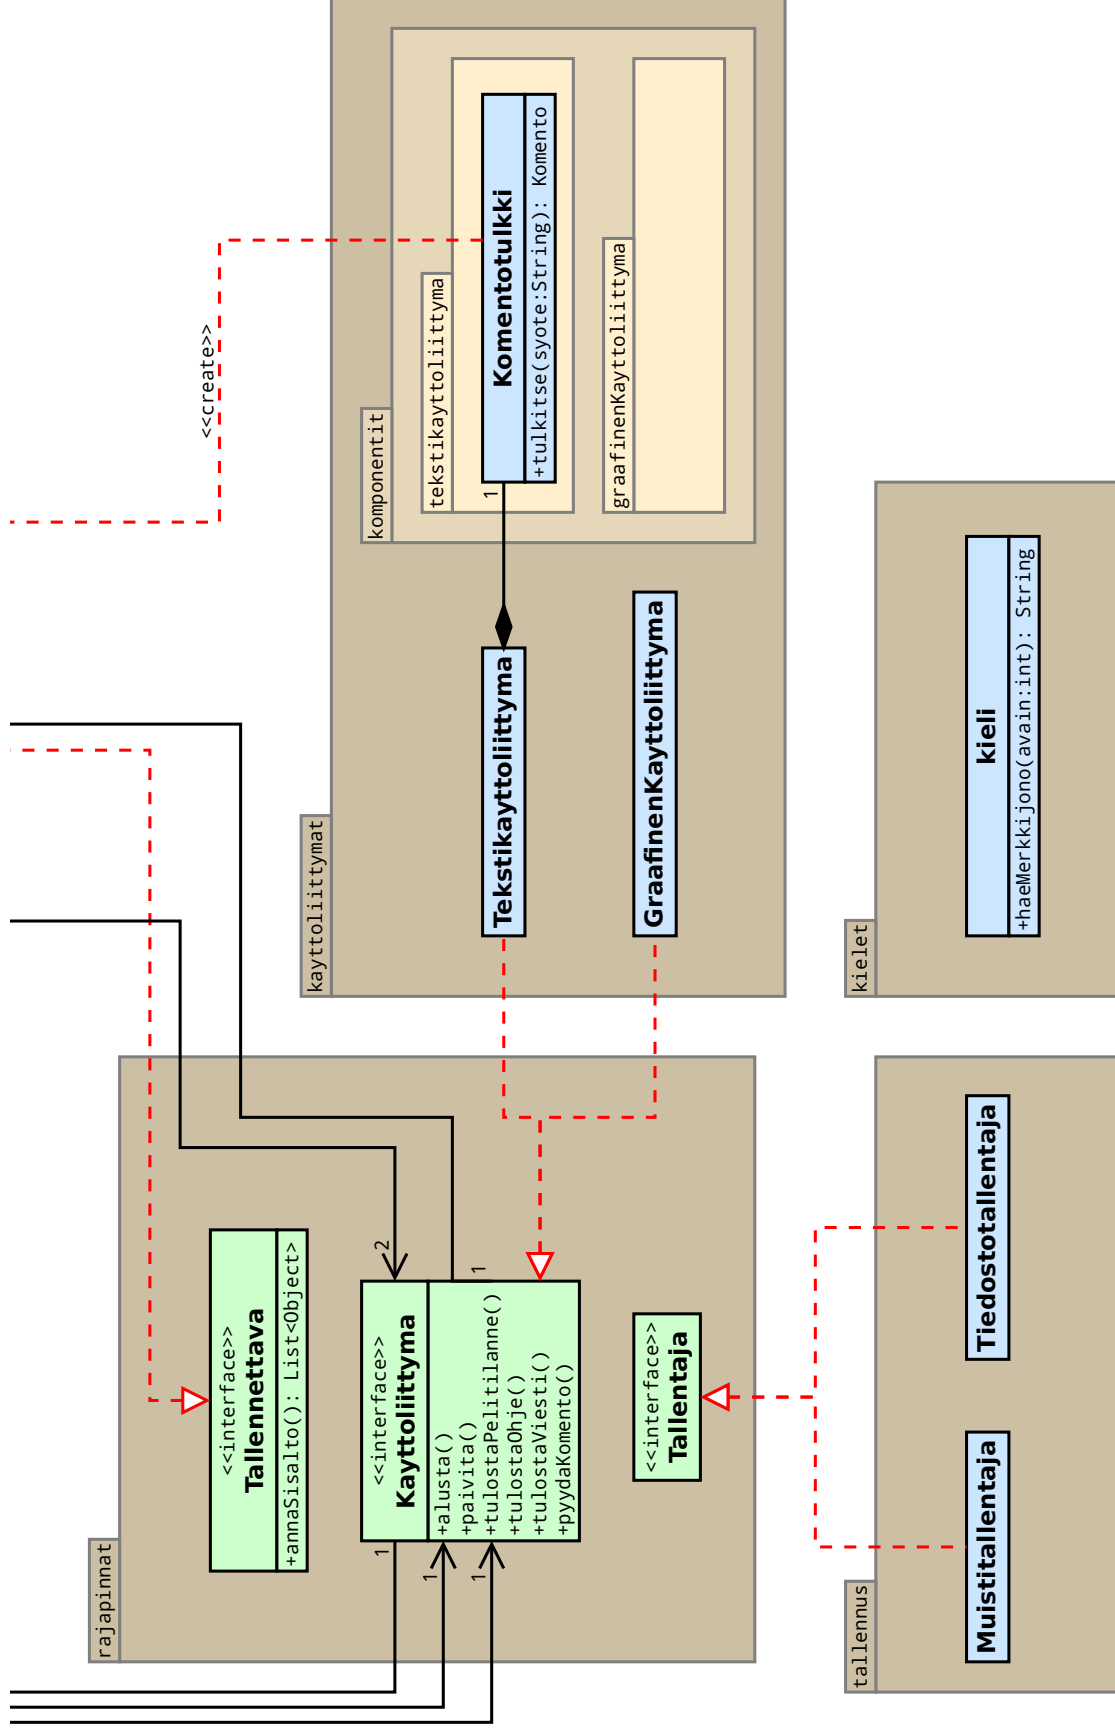 rajapinnat
<<interface>>
Tallennettava
+annaSisalto(): List<Object>
<<interface>>
Kayttoliittyma
+alusta()
+paivita()
+tulostaPelitilanne()
+tulostaOhje()
+tulostaViesti()
+pyydaKomento()
1
1
1
2
1
<<interface>>
Tallentaja
tallennus
Muistitallentaja
Tiedostotallentaja
kayttoliittymat
Tekstikayttoliittyma
GraafinenKayttoliittyma
komponentit
tekstikayttoliittyma
1
Komentotulkki
+tulkitse(syote:String): Komento
graafinenKayttoliittyma
<<create>>
kielet
kieli
+haeMerkkijono(avain:int): String